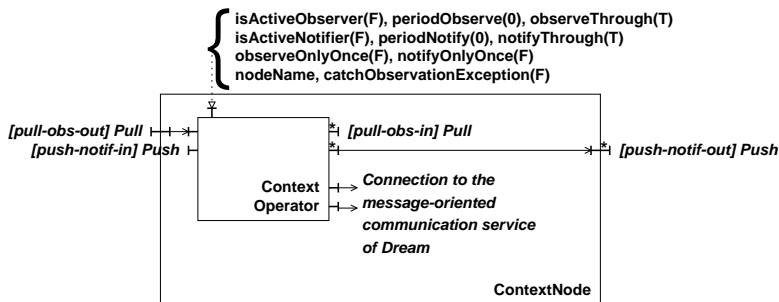 isActiveObserver(F), periodObserve(0), observeThrough(T)
isActiveNotifier(F), periodNotify(0), notifyThrough(T)
observeOnlyOnce(F), notifyOnlyOnce(F)
nodeName, catchObservationException(F)
[pull-obs-out] Pull * [pull-obs-in] Pull
[push-notif-in] Push * * [push-notif-out] Push
Context Connection to the
Operator message-oriented
communication service
of Dream
ContextNode